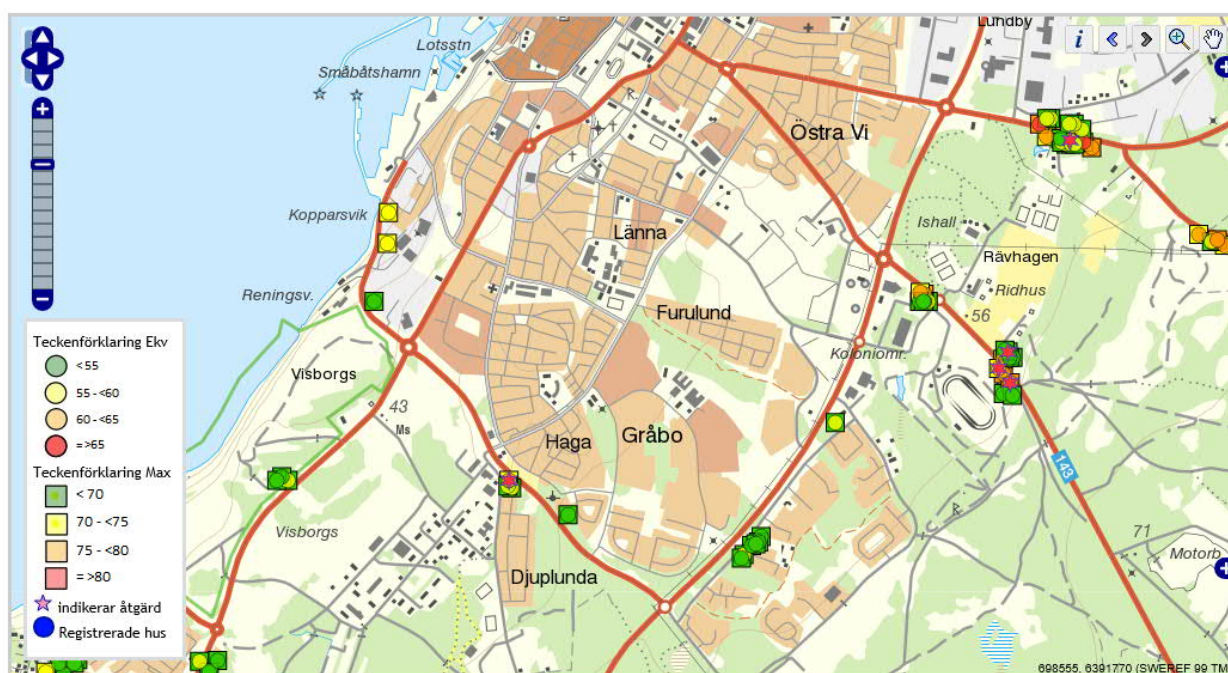 Lotsstn
Småbåtshamn
Lundby
i
Östra Vi
Kopparsvik
Länna
Ishall
Rävhagen
Reningsv.
Ridhus
Furulund
56
Koloniomr.
Teckenförklaring Ekv
<55
55 -<60
60 -<65
=>65
Teckenförklaring Max
< 70
70 - <75
75 - <80
= >80
indikerar åtgärd
Registrerade hus
Visborgs
43
Ms
Haga
Gråbo
143
Visborgs
Djuplunda
71
Motorb
698555, 6391770 (SWEREF 99 TM